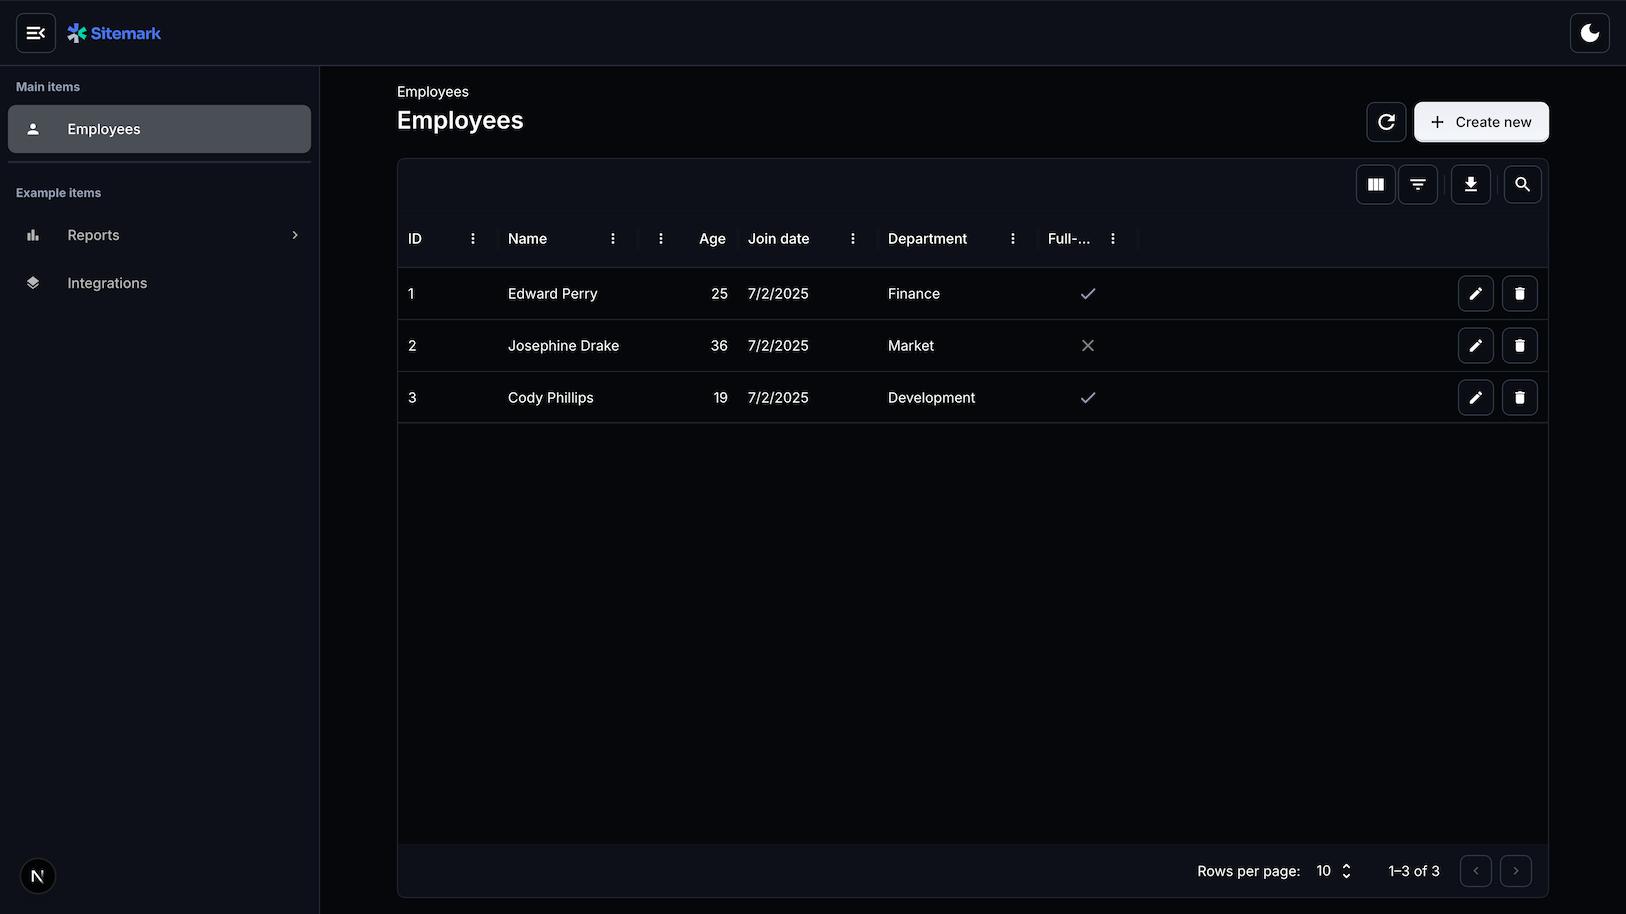 Sitemark
Main items
Employees
Example items
Reports
Integrations
Employees
Employees
Create new
ID Name Age Join date Department Full-...
1 Edward Perry 25 7/2/2025 Finance
2 Josephine Drake 36 7/2/2025 Market
3 Cody Phillips 19 7/2/2025 Development
Rows per page: 10 1–3 of 3
N